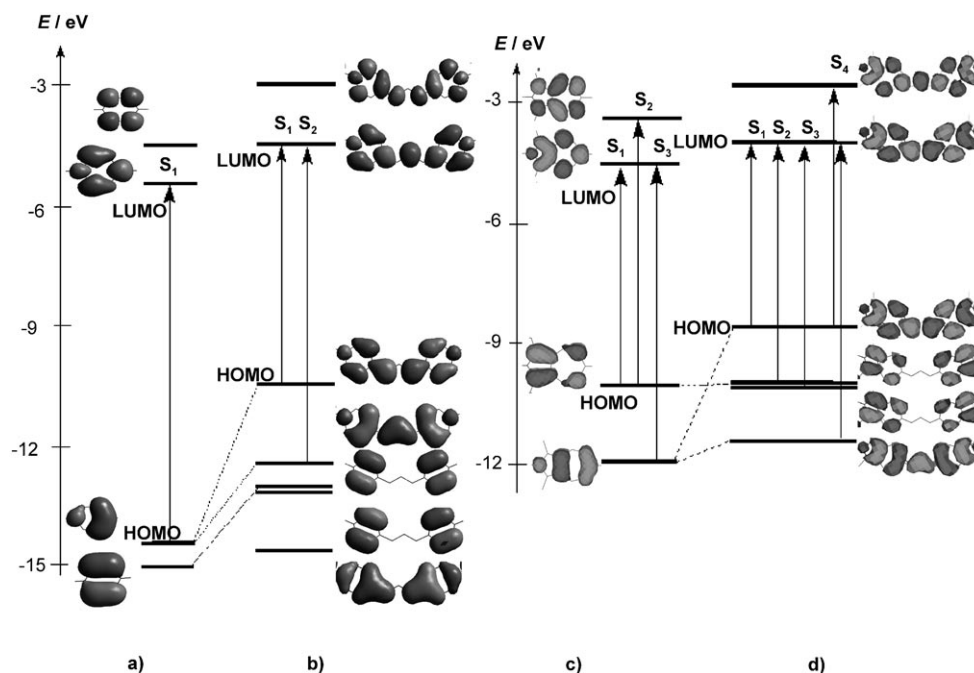 E / eV
-3
-6
-9
-12
-15
S1
LUMO
HOMO
a)
S1 S2
LUMO
HOMO
b)
E / eV
-3
-6
-9
-12
S2
S1 S3
LUMO
HOMO
c)
S4
S1 S2 S3
LUMO
HOMO
d)